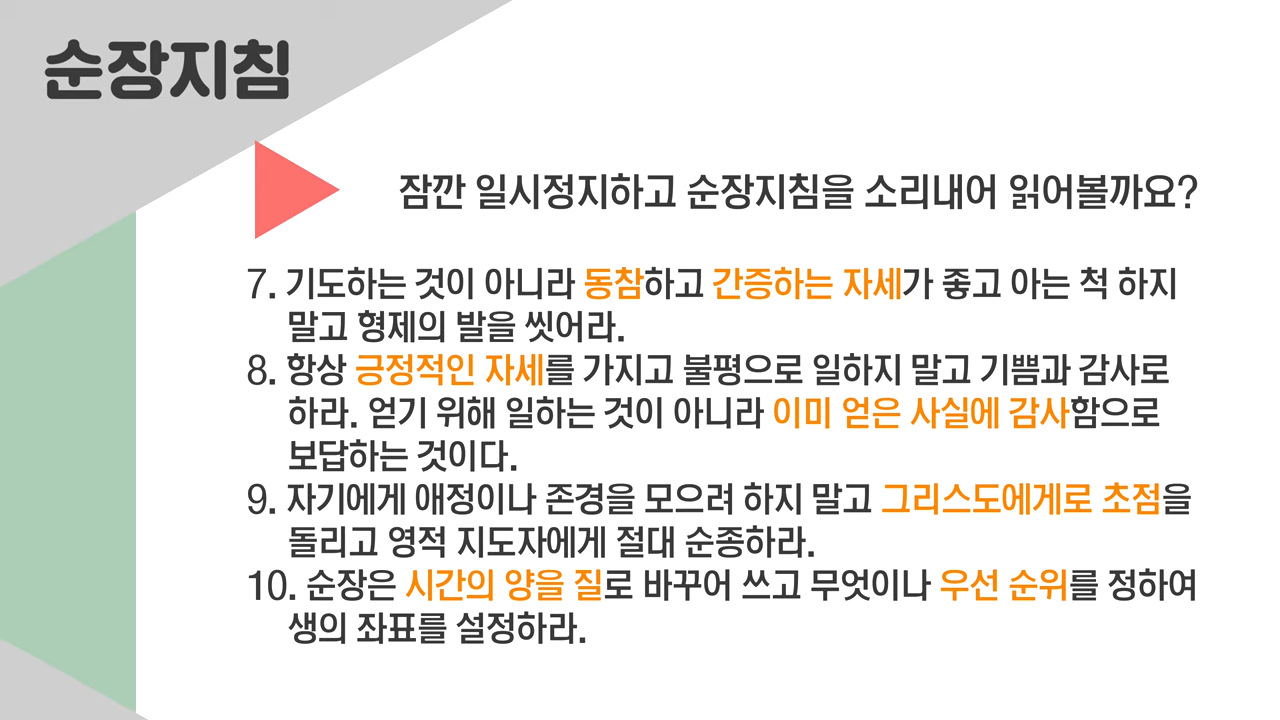 순장지침
잠깐 일시정지하고 순장지침을 소리내어 읽어볼까요?
7. 기도하는 것이 아니라 동참하고 간증하는 자세가 좋고 아는 척 하지
말고 형제의 발을 씻어라.
8. 항상 긍정적인 자세를 가지고 불평으로 일하지 말고 기쁨과 감사로
하라. 얻기 위해 일하는 것이 아니라 이미 얻은 사실에 감사함으로
보답하는 것이다.
9. 자기에게 애정이나 존경을 모으려 하지 말고 그리스도에게로 초점을
돌리고 영적 지도자에게 절대 순종하라.
10. 순장은 시간의 양을 질로 바꾸어 쓰고 무엇이나 우선 순위를 정하여
생의 좌표를 설정하라.